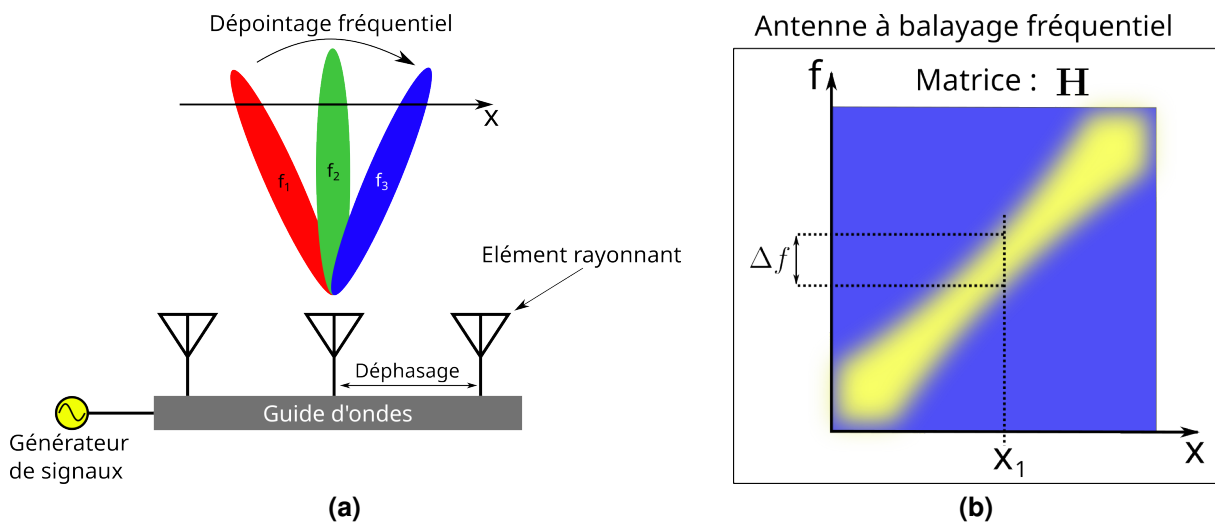 Dépointage fréquentiel
x
f₁
f₂
f₃
Elément rayonnant
Déphasage
Guide d'ondes
Générateur
de signaux
(a)
Antenne à balayage fréquentiel
f
Matrice : H
Δf
x₁
x
(b)